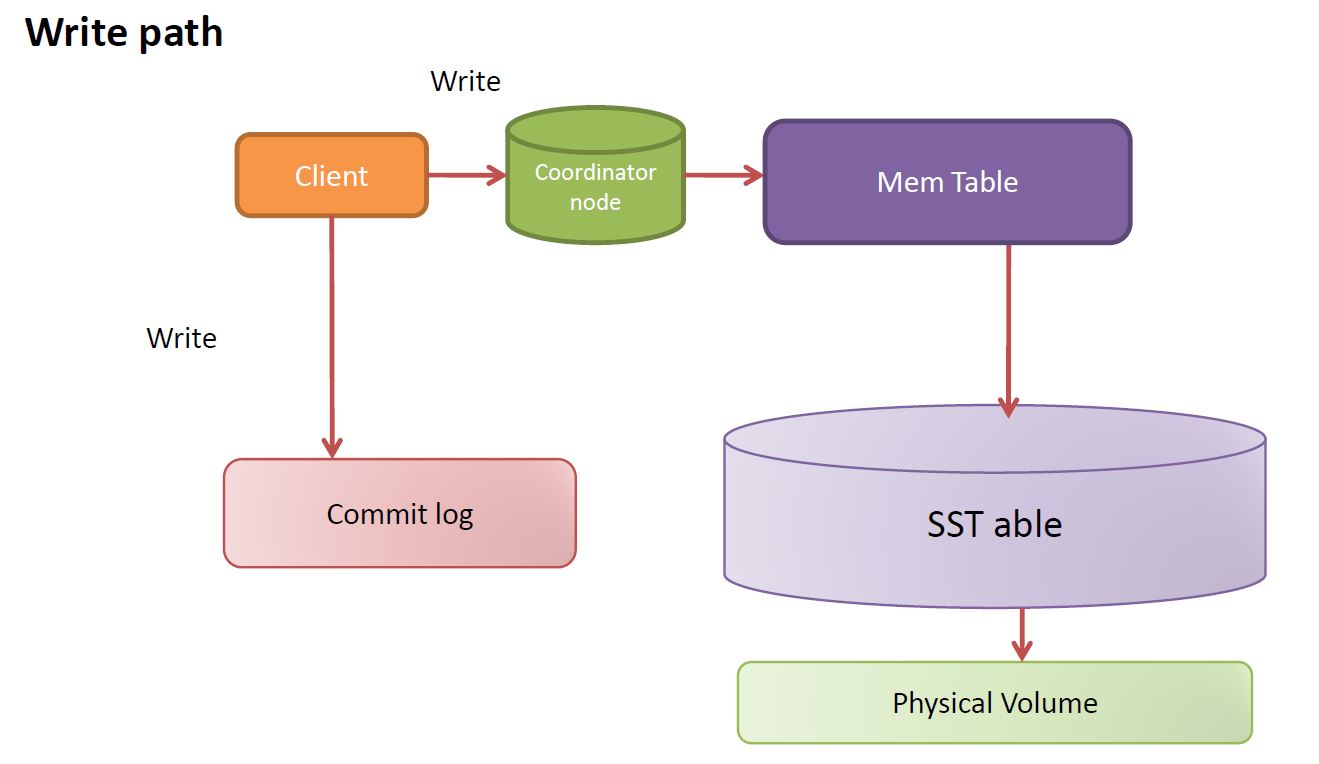 Write path
Write
Client
Coordinator
node
Mem Table
Write
Commit log
SST able
Physical Volume